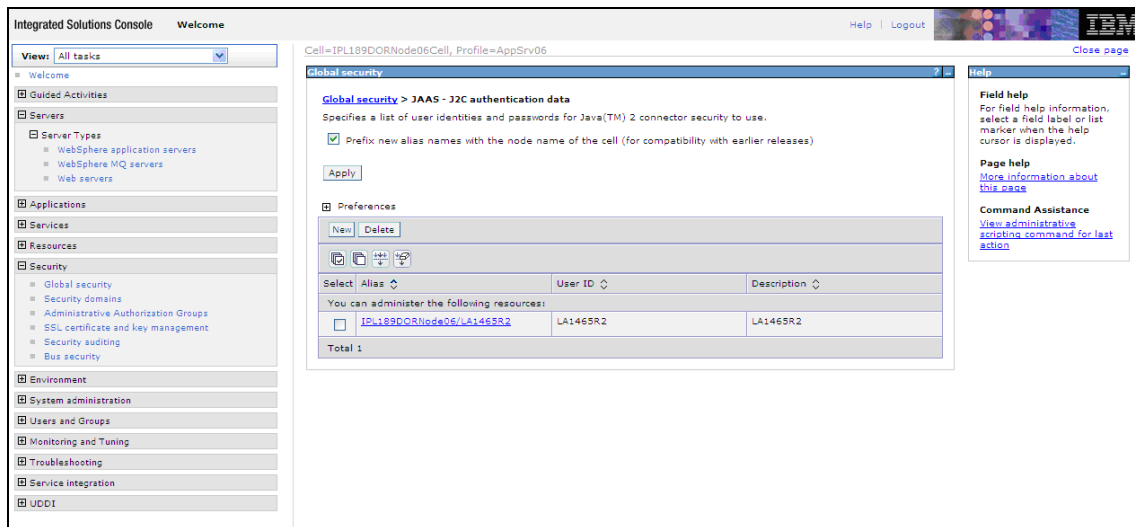 Integrated Solutions Console Welcome Help | Logout IBM
View: All tasks
Cell=IPL189DORNode06Cell, Profile=AppSrv06
Close page
Welcome
Guided Activities
Servers
Server Types
WebSphere application servers
WebSphere MQ servers
Web servers
Applications
Services
Resources
Security
Global security
Security domains
Administrative Authorization Groups
SSL certificate and key management
Security auditing
Bus security
Environment
System administration
Users and Groups
Monitoring and Tuning
Troubleshooting
Service integration
UDDI
Global security ? -
Global security > JAAS - J2C authentication data
Specifies a list of user identities and passwords for Java(TM) 2 connector security to use.
Prefix new alias names with the node name of the cell (for compatibility with earlier releases)
Apply
Preferences
New Delete
Select Alias User ID Description
You can administer the following resources:
IPL189DORNode06/LA1465R2 LA1465R2 LA1465R2
Total 1
Help -
Field help
For field help information,
select a field label or list
marker when the help
cursor is displayed.
Page help
More information about
this page
Command Assistance
View administrative
scripting command for last
action